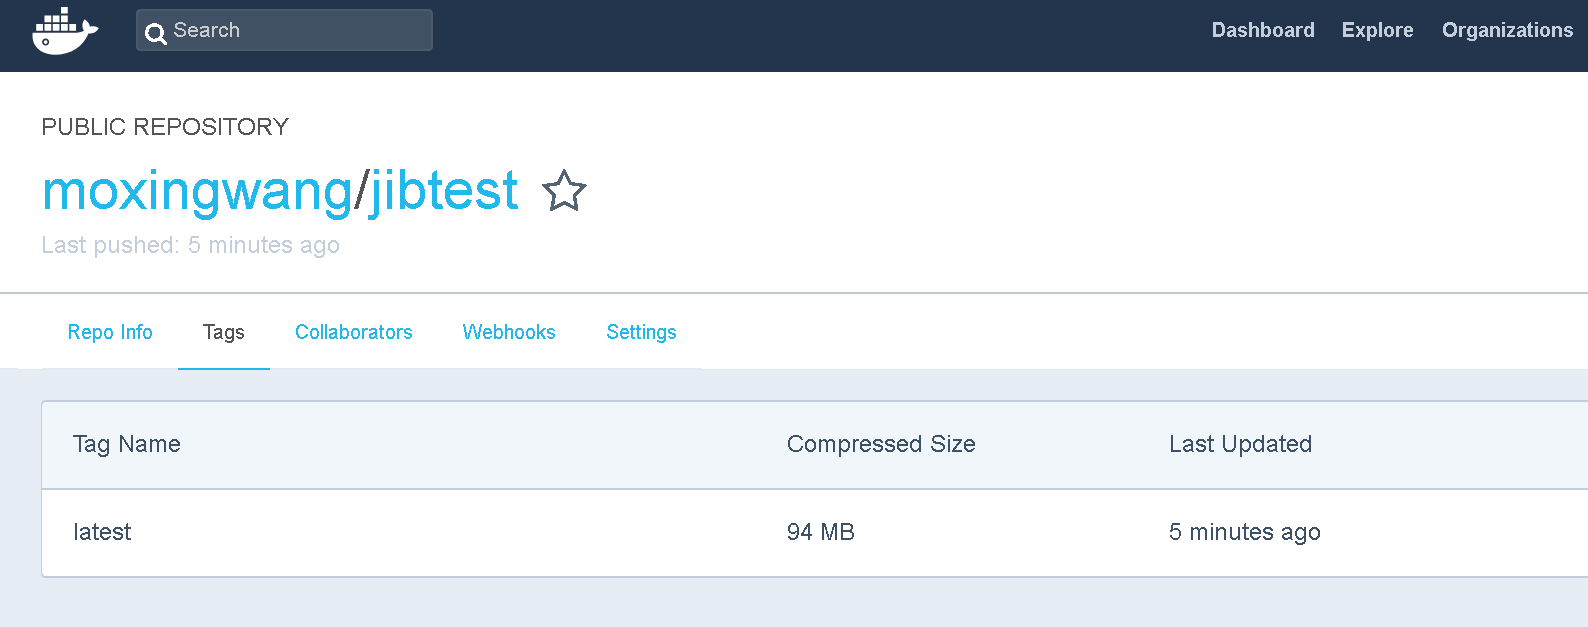 Search Dashboard Explore Organizations
PUBLIC REPOSITORY
moxingwang/jibtest
Last pushed: 5 minutes ago
Repo Info Tags Collaborators Webhooks Settings
Tag Name Compressed Size Last Updated
latest 94 MB 5 minutes ago